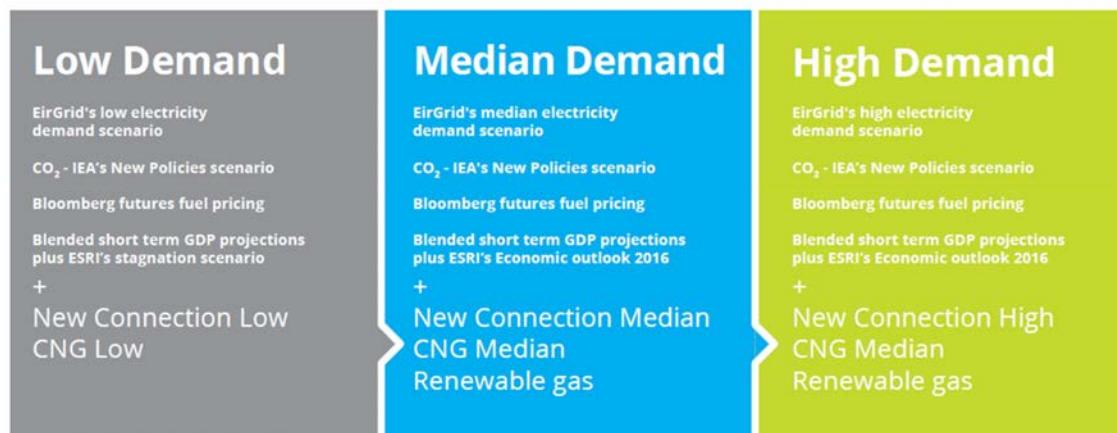 Low Demand
EirGrid's low electricity
demand scenario
CO₂ - IEA's New Policies scenario
Bloomberg futures fuel pricing
Blended short term GDP projections
plus ESRI's stagnation scenario
+
New Connection Low
CNG Low
Median Demand
EirGrid's median electricity
demand scenario
CO₂ - IEA's New Policies scenario
Bloomberg futures fuel pricing
Blended short term GDP projections
plus ESRI's Economic outlook 2016
+
New Connection Median
CNG Median
Renewable gas
High Demand
EirGrid's high electricity
demand scenario
CO₂ - IEA's New Policies scenario
Bloomberg futures fuel pricing
Blended short term GDP projections
plus ESRI's Economic outlook 2016
+
New Connection High
CNG Median
Renewable gas